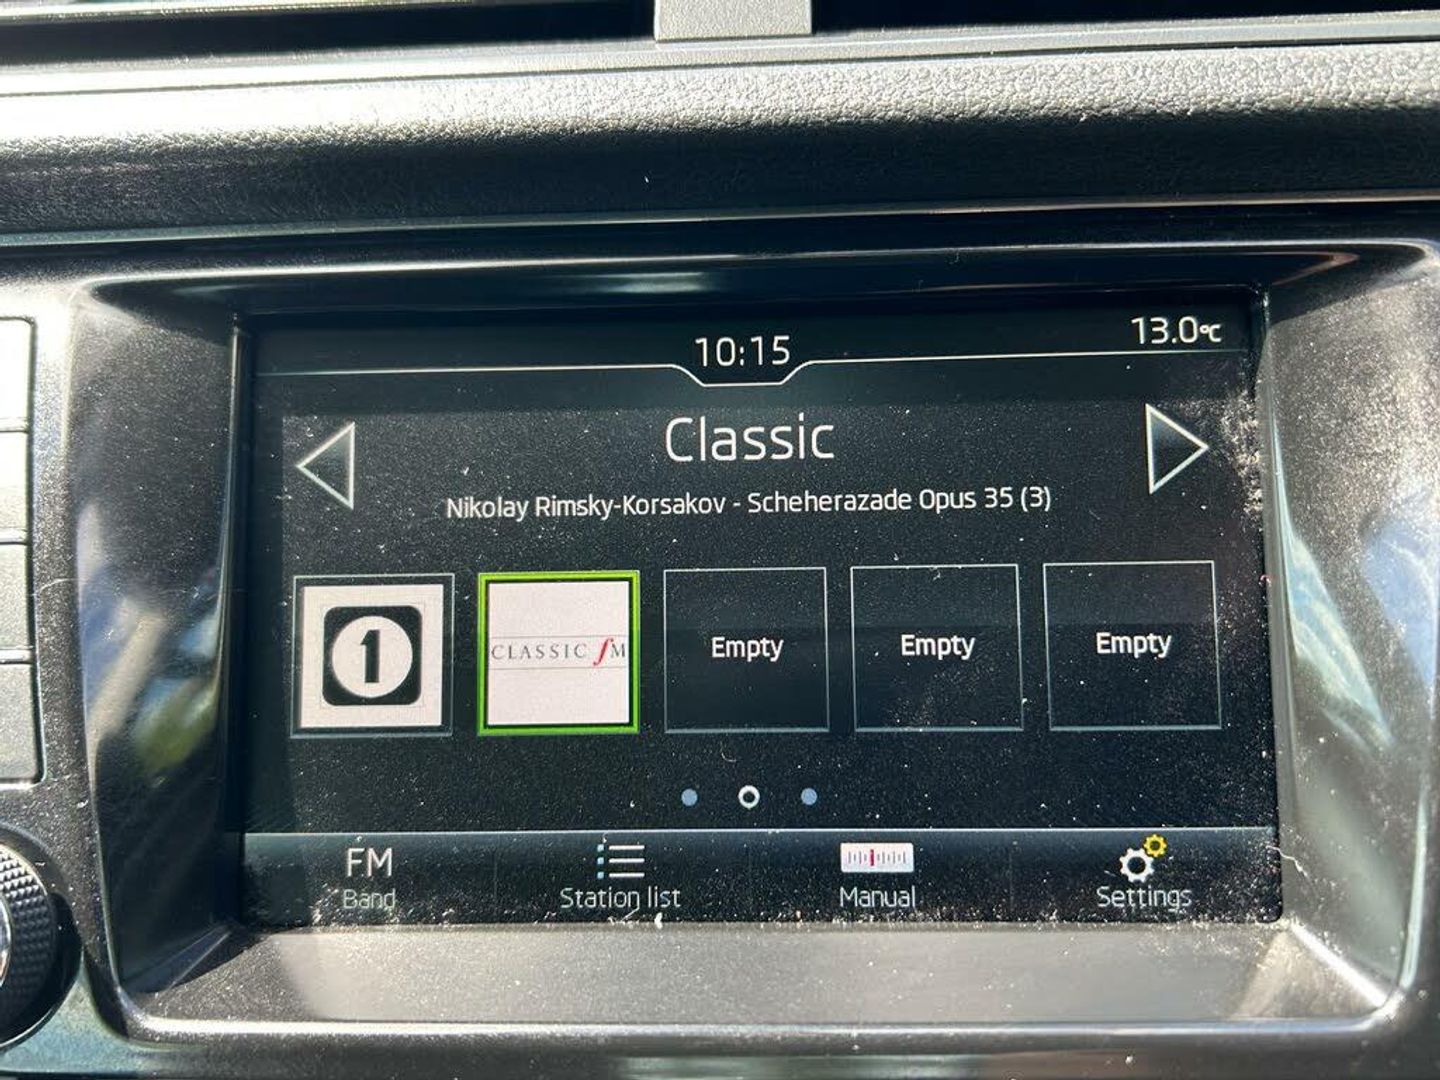 10:15
13.0°C
Classic
Nikolay Rimsky-Korsakov - Scheherazade Opus 35 (3)
1
CLASSIC fM
Empty
Empty
Empty
FM
Band
Station list
Manual
Settings